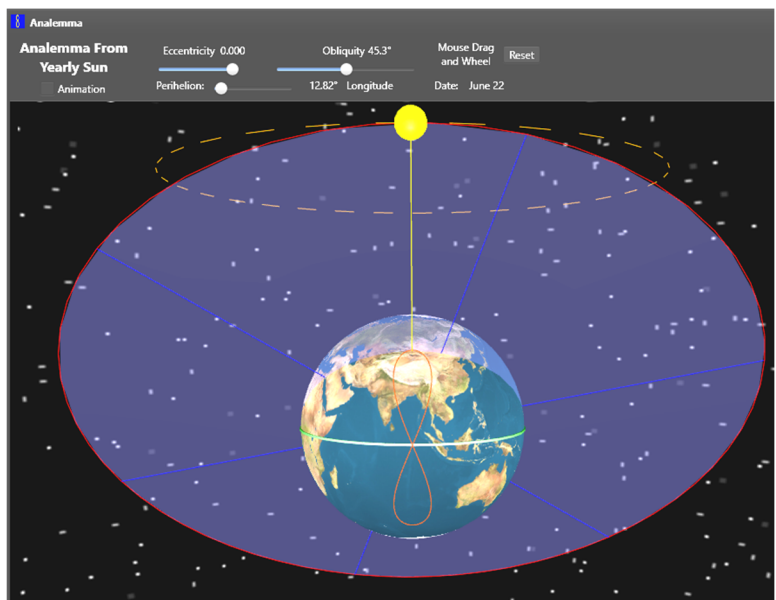 Analemma
Analemma From
Yearly Sun
Animation
Eccentricity 0.000
Obliquity 45.3°
Perihelion:
12.82° Longitude
Mouse Drag
and Wheel
Reset
Date: June 22